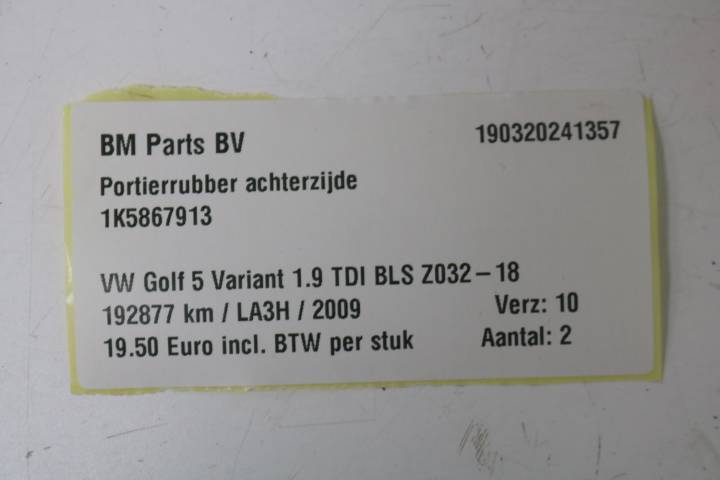 BM Parts BV 190320241357
Portierrubber achterzijde
1K5867913
VW Golf 5 Variant 1.9 TDI BLS Z032-18
192877 km / LA3H / 2009 Verz: 10
19.50 Euro incl. BTW per stuk Aantal: 2